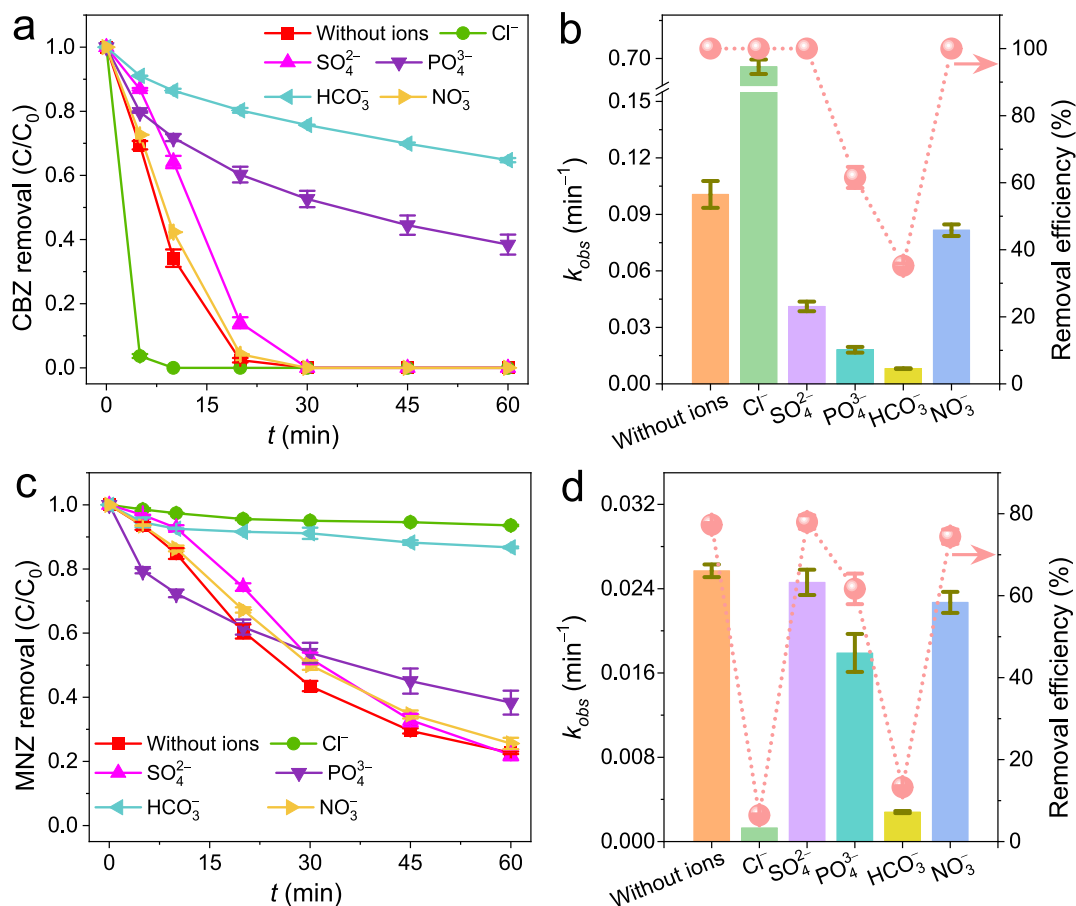 a
CBZ removal (C/C₀)
1.0
0.8
0.6
0.4
0.2
0.0
Without ions
Cl⁻
SO₄²⁻
PO₄³⁻
HCO₃⁻
NO₃⁻
0 15 30 45 60
t (min)
b
k_obs (min⁻¹)
0.70
0.15
0.12
0.09
0.06
0.03
0.00
Removal efficiency (%)
100
80
60
40
20
0
Without ions Cl⁻ SO₄²⁻ PO₄³⁻ HCO₃⁻ NO₃⁻
c
MNZ removal (C/C₀)
1.0
0.8
0.6
0.4
0.2
0.0
Without ions
Cl⁻
SO₄²⁻
PO₄³⁻
HCO₃⁻
NO₃⁻
0 15 30 45 60
t (min)
d
k_obs (min⁻¹)
0.032
0.024
0.016
0.008
0.000
Removal efficiency (%)
80
60
40
20
0
Without ions Cl⁻ SO₄²⁻ PO₄³⁻ HCO₃⁻ NO₃⁻